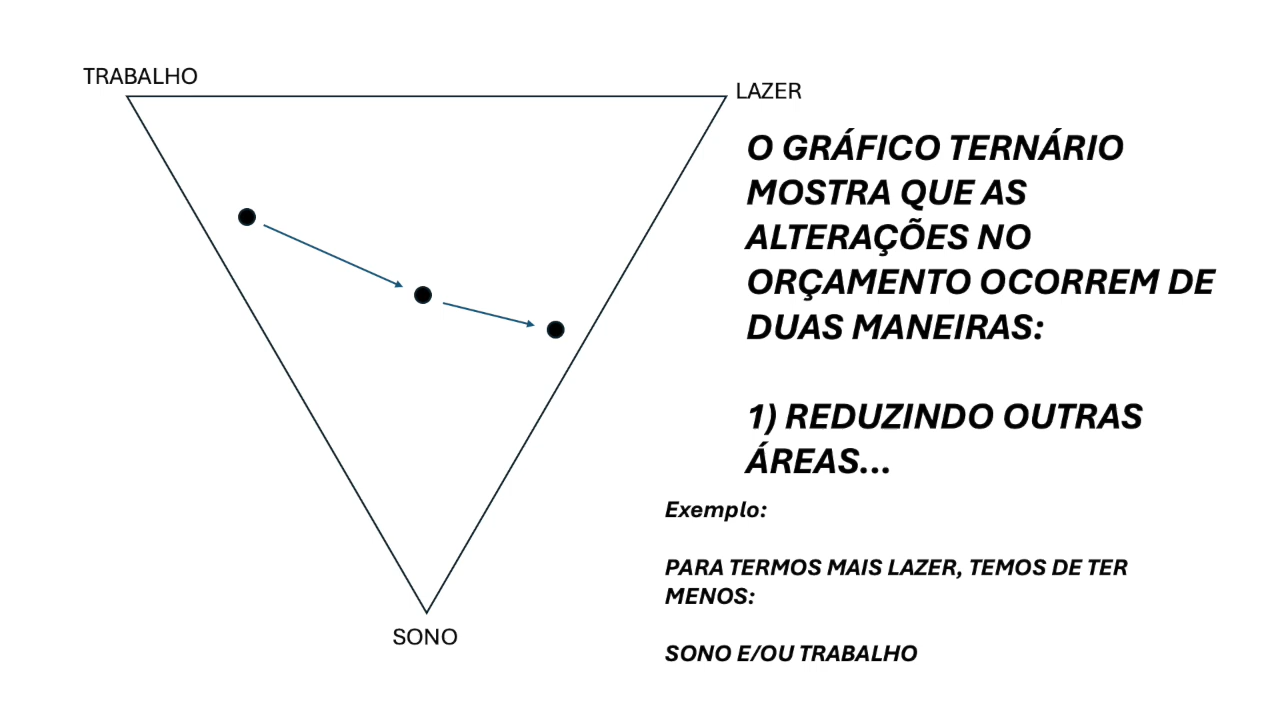 TRABALHO
LAZER
O GRÁFICO TERNÁRIO
MOSTRA QUE AS
ALTERAÇÕES NO
ORÇAMENTO OCORREM DE
DUAS MANEIRAS:
1) REDUZINDO OUTRAS
ÁREAS...
Exemplo:
PARA TERMOS MAIS LAZER, TEMOS DE TER
MENOS:
SONO E/OU TRABALHO
SONO